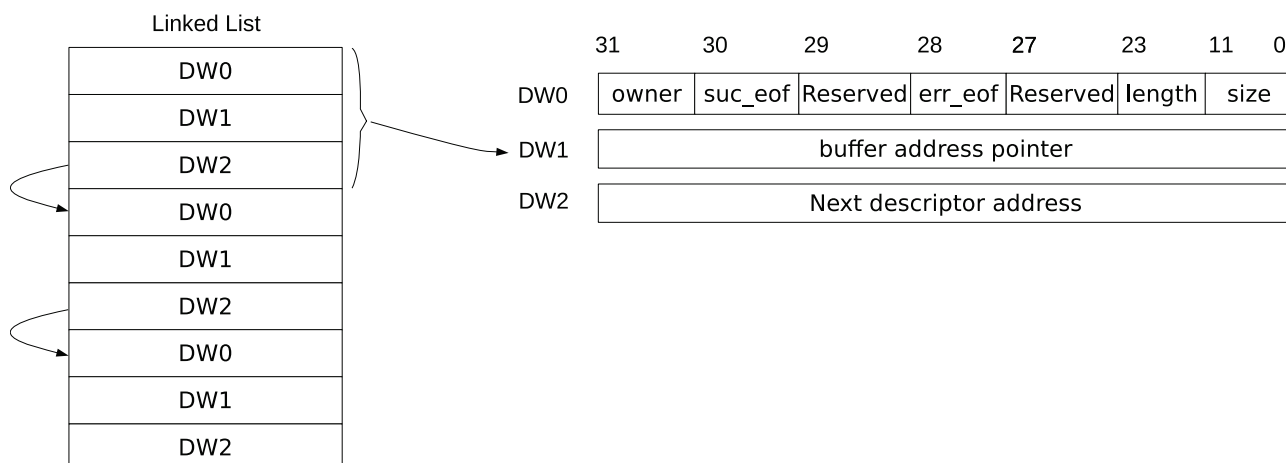 Linked List
DW0
DW1
DW2
DW0
DW1
DW2
DW0
DW1
DW2
31 30 29 28 27 23 11 0
DW0 owner suc_eof Reserved err_eof Reserved length size
DW1 buffer address pointer
DW2 Next descriptor address